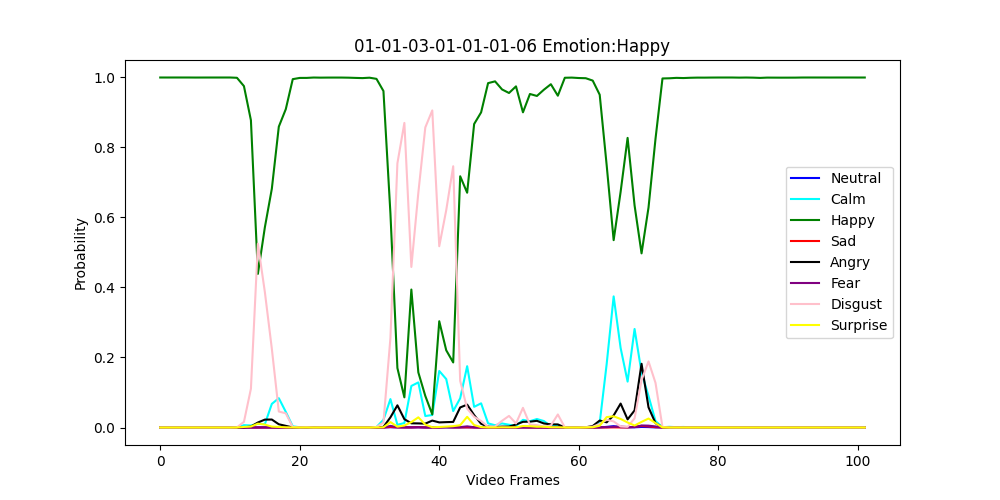 01-01-03-01-01-01-06 Emotion:Happy
1.0
0.8
0.6
0.4
0.2
0.0
Probability
0 20 40 60 80 100
Video Frames
Neutral
Calm
Happy
Sad
Angry
Fear
Disgust
Surprise